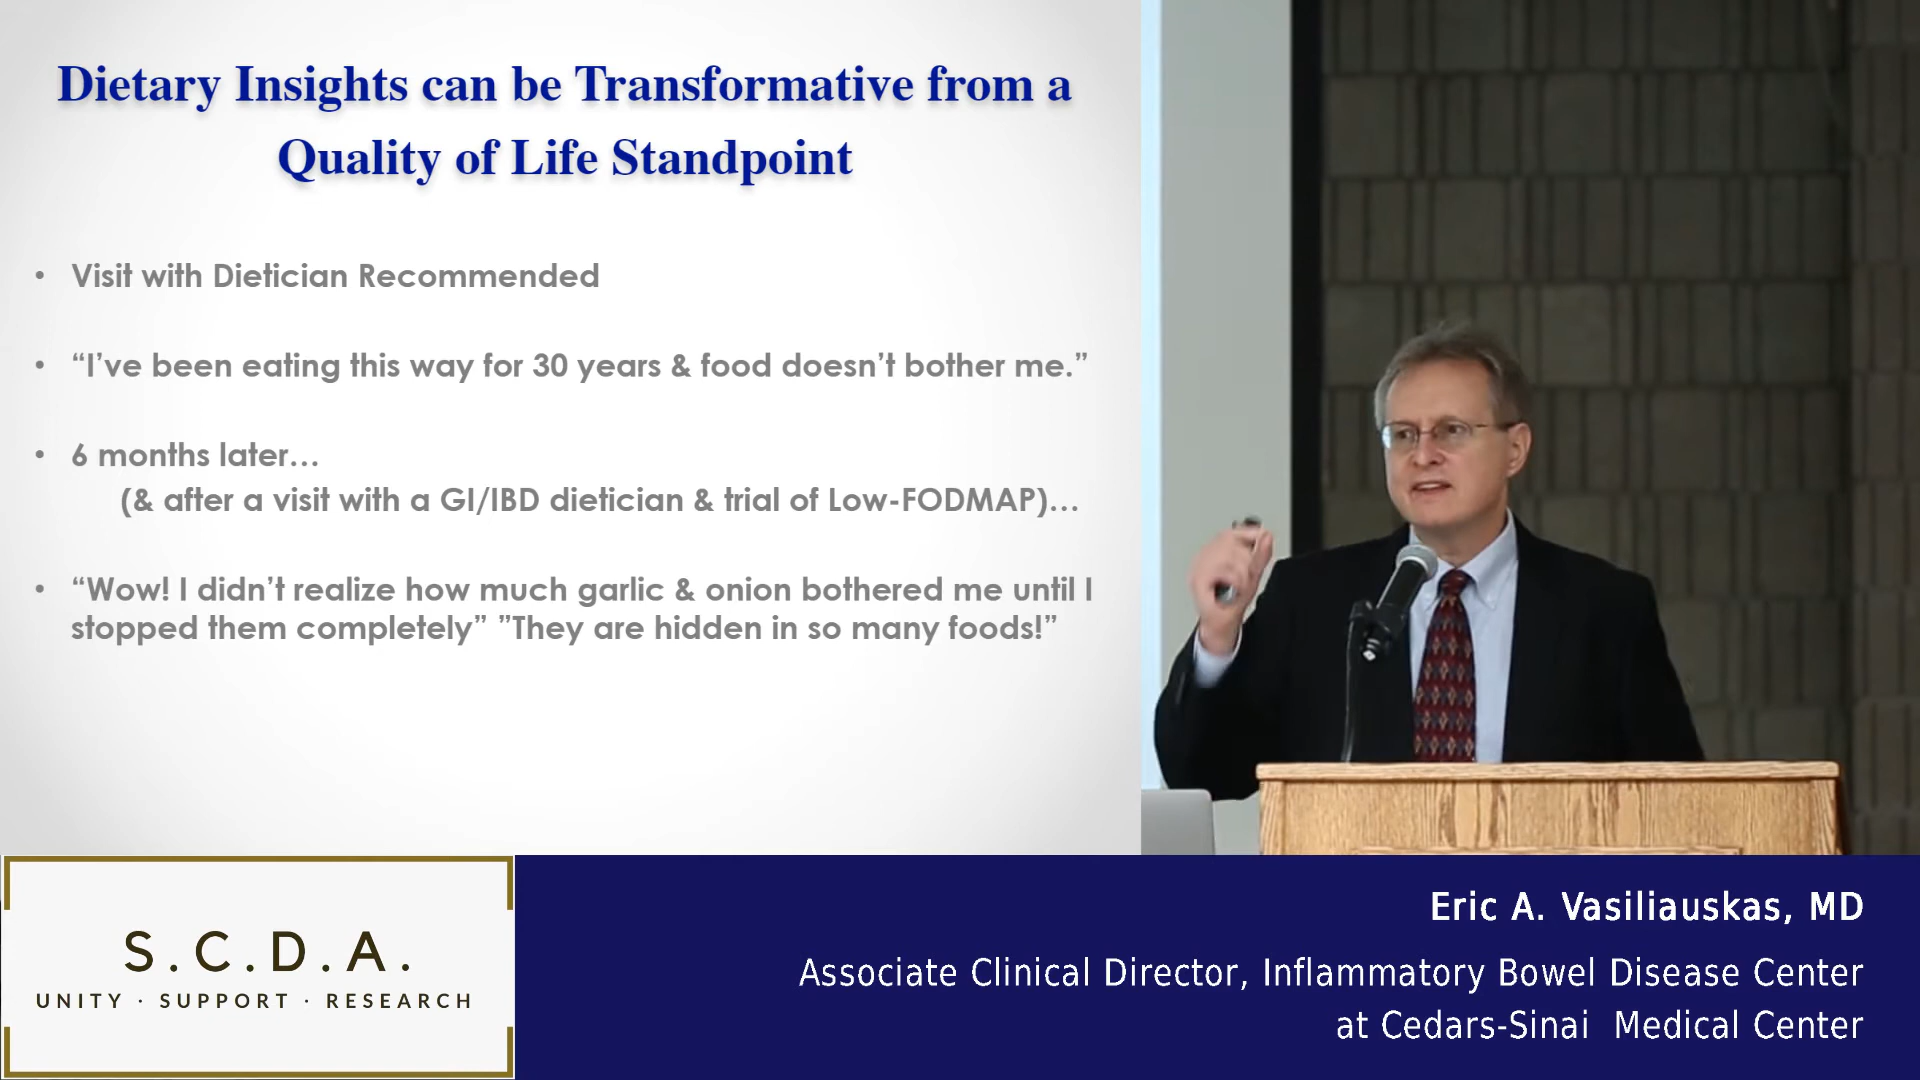 Dietary Insights can be Transformative from a
Quality of Life Standpoint
• Visit with Dietician Recommended
• “I’ve been eating this way for 30 years & food doesn’t bother me.”
• 6 months later…
(& after a visit with a GI/IBD dietician & trial of Low-FODMAP)…
• “Wow! I didn’t realize how much garlic & onion bothered me until I
stopped them completely” ”They are hidden in so many foods!”
S.C.D.A.
UNITY · SUPPORT · RESEARCH
Eric A. Vasiliauskas, MD
Associate Clinical Director, Inflammatory Bowel Disease Center
at Cedars-Sinai  Medical Center